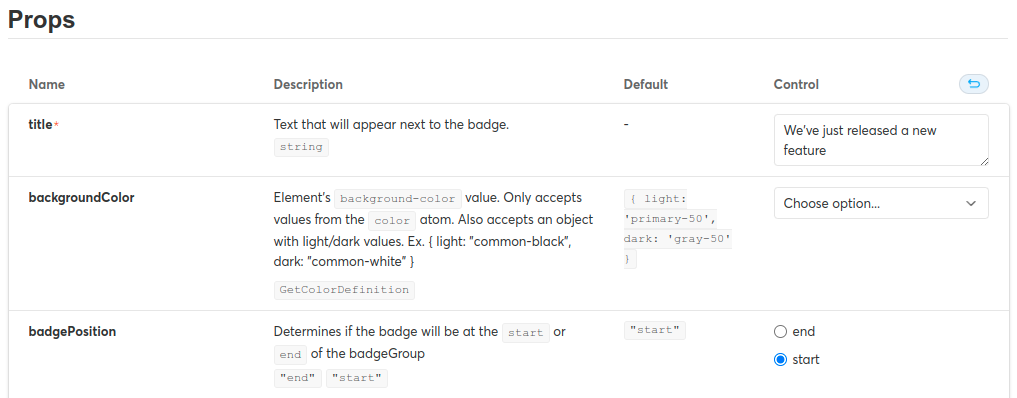 Props
Name Description Default Control
title* Text that will appear next to the badge. - We've just released a new
string feature
backgroundColor Element's background-color value. Only accepts { light: Choose option...
values from the color atom. Also accepts an object 'primary-50',
with light/dark values. Ex. { light: "common-black", dark: 'gray-50'
dark: "common-white" } }
GetColorDefinition
badgePosition Determines if the badge will be at the start or "start" end
end of the badgeGroup start
"end" "start"